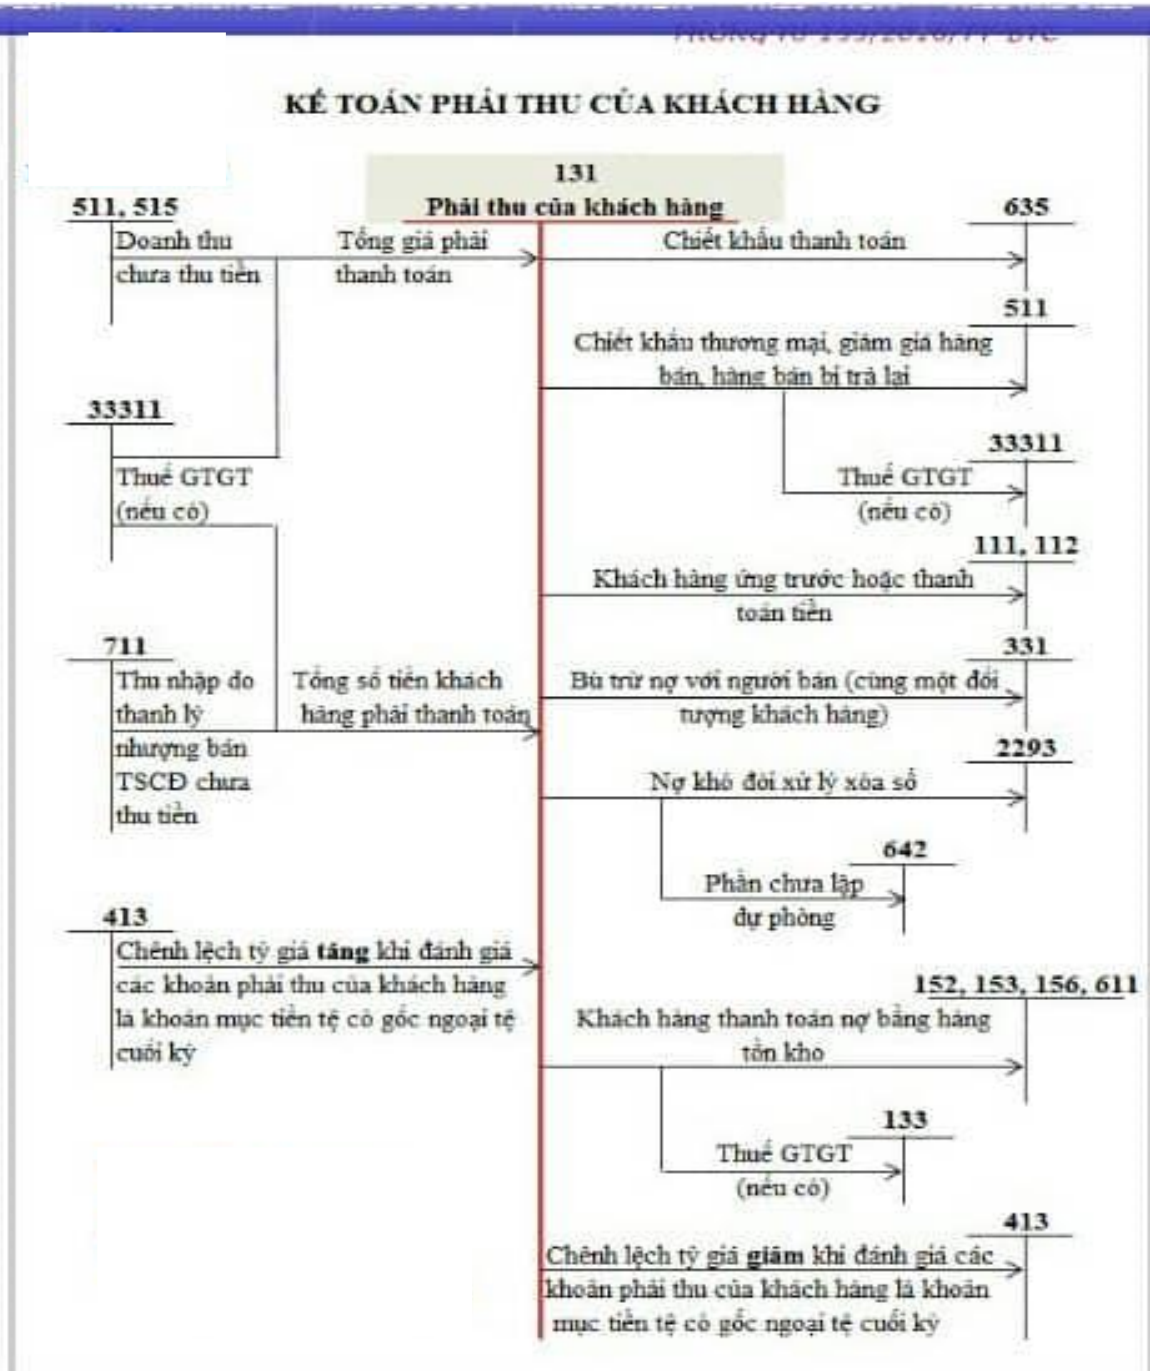 KẾ TOÁN PHẢI THU CỦA KHÁCH HÀNG
131
Phải thu của khách hàng
511, 515
Doanh thu
chưa thu tiền
Tổng giá phải
thanh toán
33311
Thuế GTGT
(nếu có)
711
Thu nhập do
thanh lý
nhượng bán
TSCĐ chưa
thu tiền
Tổng số tiền khách
hàng phải thanh toán
413
Chênh lệch tỷ giá tăng khi đánh giá
các khoản phải thu của khách hàng
là khoản mục tiền tệ có gốc ngoại tệ
cuối kỳ
635
Chiết khấu thanh toán
511
Chiết khấu thương mại, giảm giá hàng
bán, hàng bán bị trả lại
33311
Thuế GTGT
(nếu có)
111, 112
Khách hàng ứng trước hoặc thanh
toán tiền
331
Bù trừ nợ với người bán (cùng một đối
tượng khách hàng)
2293
Nợ khó đòi xử lý xóa sổ
642
Phần chưa lập
dự phòng
152, 153, 156, 611
Khách hàng thanh toán nợ bằng hàng
tồn kho
133
Thuế GTGT
(nếu có)
413
Chênh lệch tỷ giá giảm khi đánh giá các
khoản phải thu của khách hàng là khoản
mục tiền tệ có gốc ngoại tệ cuối kỳ